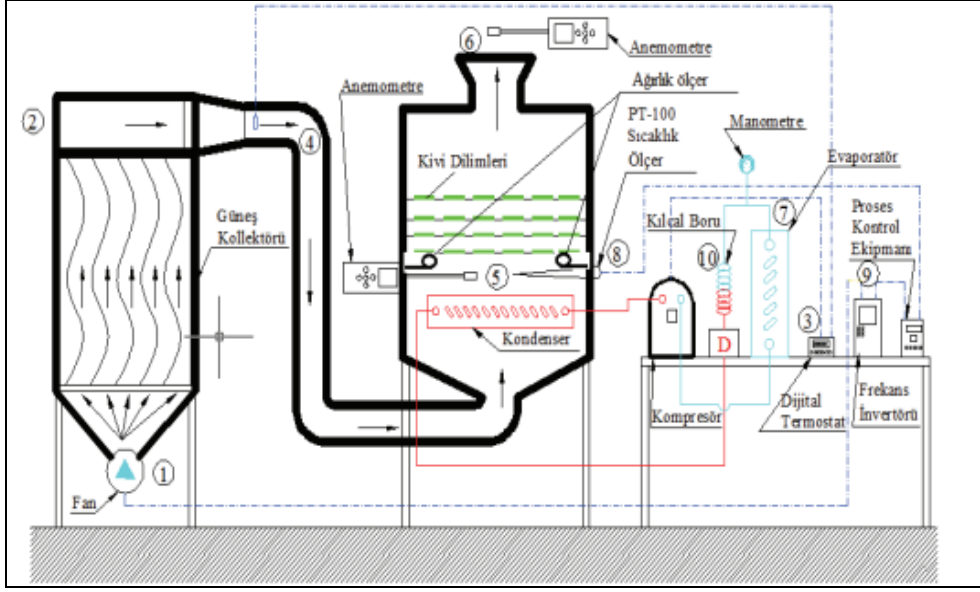 6
Anemometre
2
Anemometre
Ağırlık ölçer
4
PT-100
Sıcaklık
Ölçer
Manometre
Evaporatör
Kivi Dilimleri
7
Proses
Kontrol
Ekipmanı
Güneş
Kollektörü
Kılcal Boru
8
10
5
9
3
Kondenser
D
1
Fan
Kompresör
Dijital
Termostat
Frekans
İnvertörü